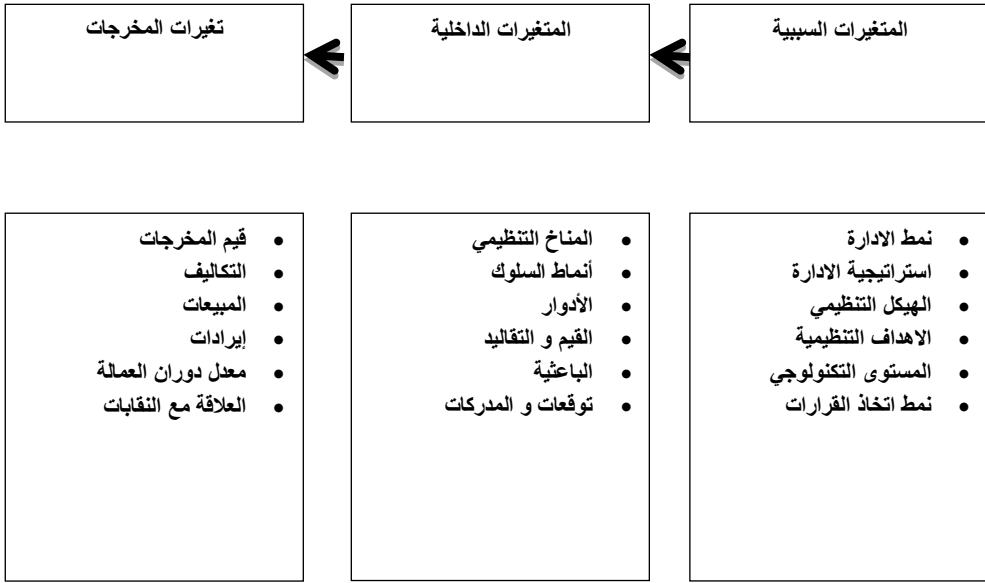 المتغيرات السببية
المتغيرات الداخلية
تغيرات المخرجات
• نمط الادارة
• استراتيجية الادارة
• الهيكل التنظيمي
• الاهداف التنظيمية
• المستوى التكنولوجي
• نمط اتخاذ القرارات
• المناخ التنظيمي
• أنماط السلوك
• الأدوار
• القيم و التقاليد
• الباعثية
• توقعات و المدركات
• قيم المخرجات
• التكاليف
• المبيعات
• إيرادات
• معدل دوران العمالة
• العلاقة مع النقابات